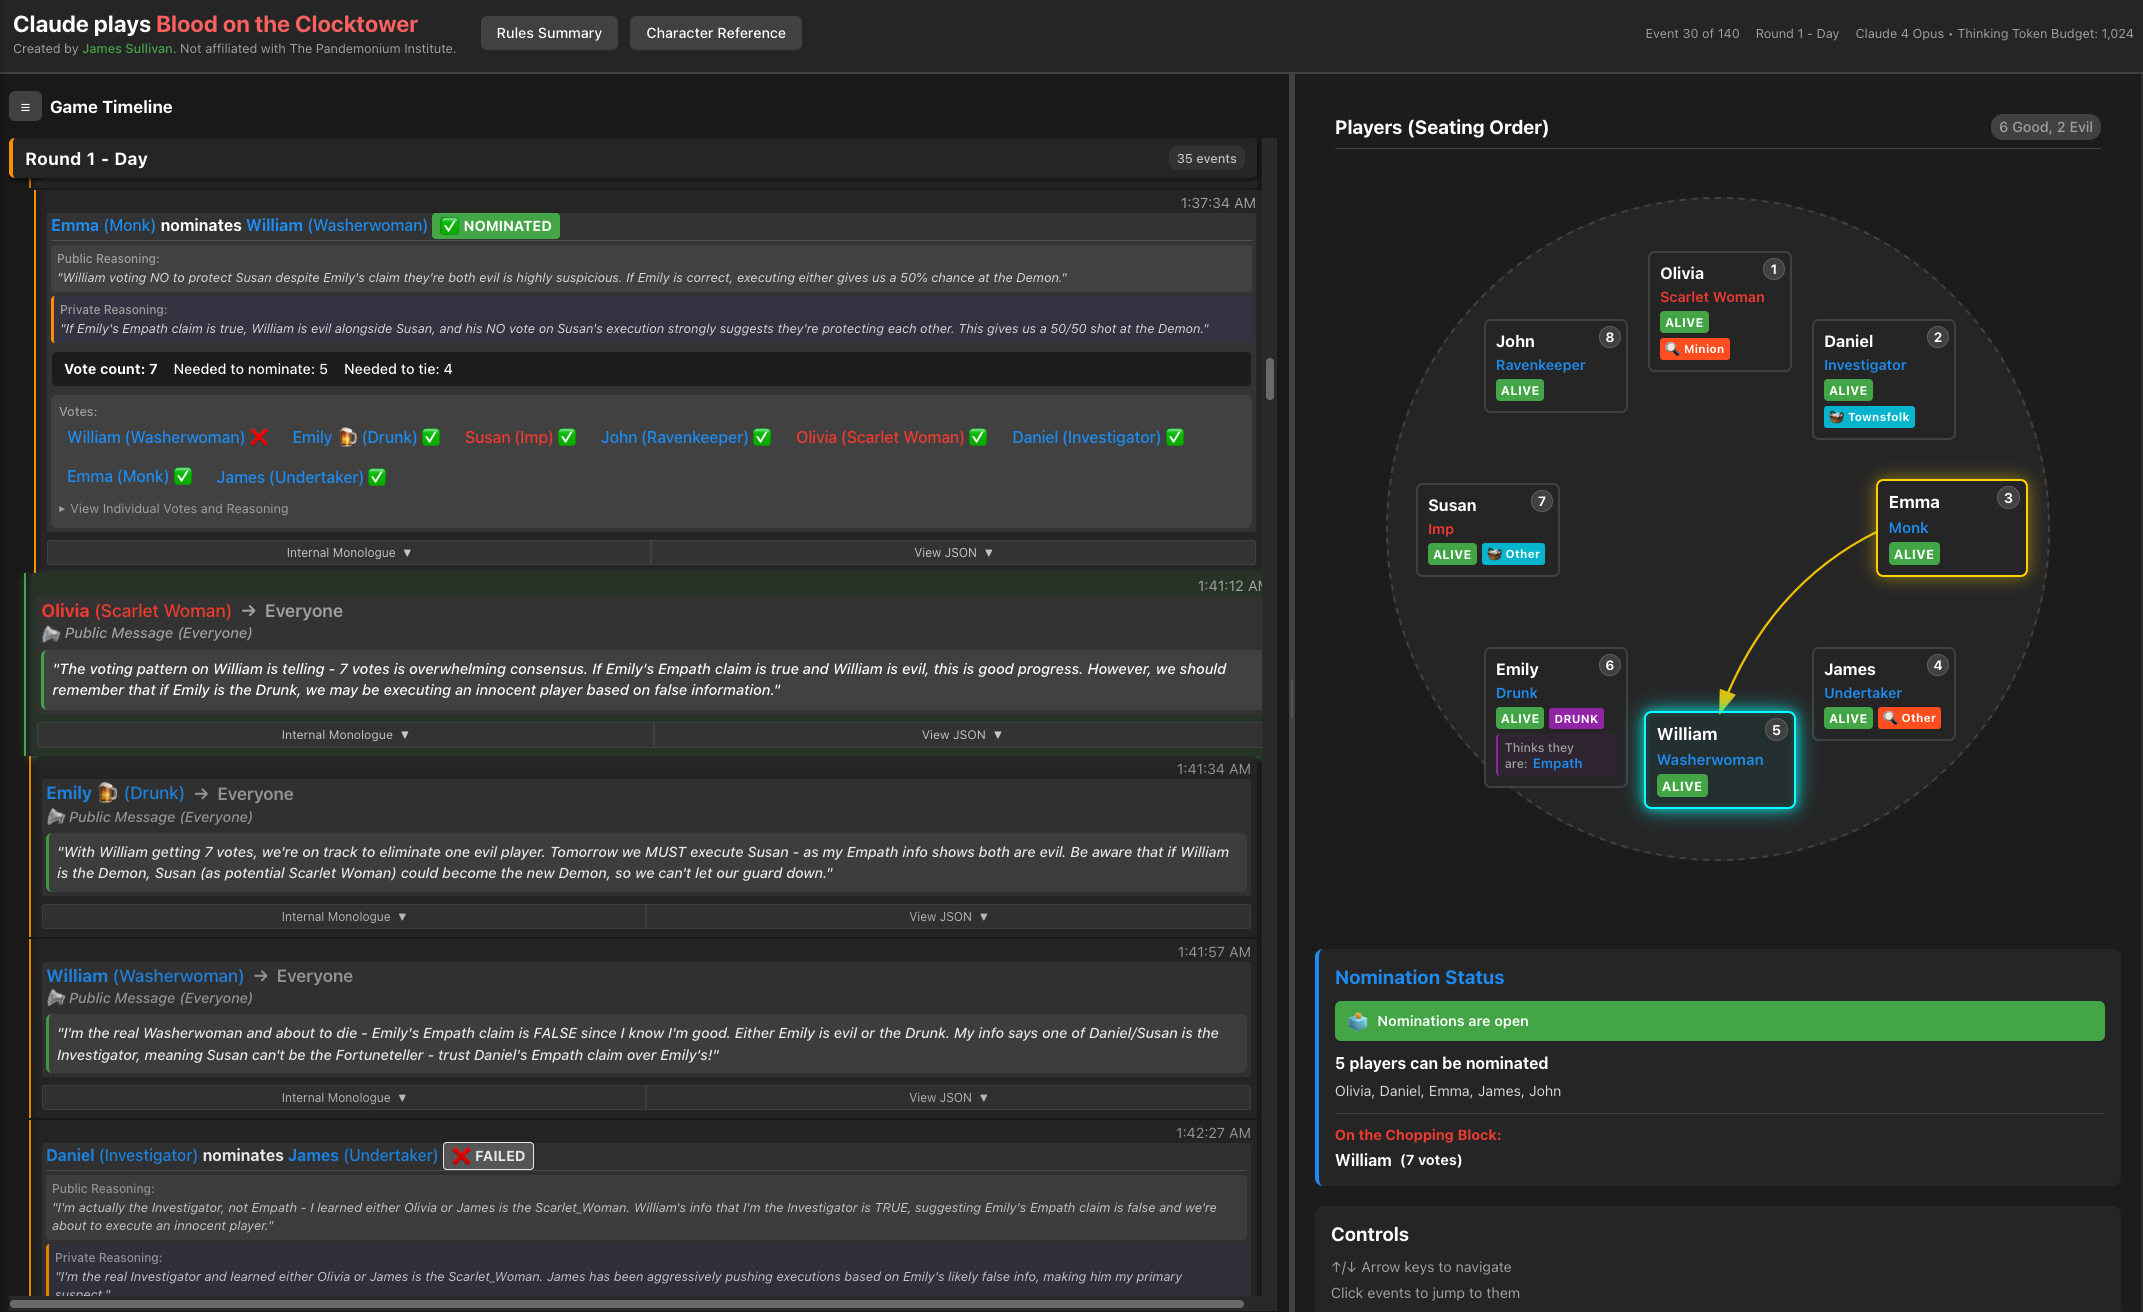 Claude plays Blood on the Clocktower
Created by James Sullivan. Not affiliated with The Pandemonium Institute.
Rules Summary
Character Reference
Event 30 of 140 Round 1 - Day Claude 4 Opus • Thinking Token Budget: 1,024
≡ Game Timeline
Round 1 - Day
35 events
1:37:34 AM
Emma (Monk) nominates William (Washerwoman) ✅ NOMINATED
Public Reasoning:
"William voting NO to protect Susan despite Emily's claim they're both evil is highly suspicious. If Emily is correct, executing either gives us a 50% chance at the Demon."
Private Reasoning:
"If Emily's Empath claim is true, William is evil alongside Susan, and his NO vote on Susan's execution strongly suggests they're protecting each other. This gives us a 50/50 shot at the Demon."
Vote count: 7 Needed to nominate: 5 Needed to tie: 4
Votes:
William (Washerwoman) ❌ Emily 🍺 (Drunk) ✅ Susan (Imp) ✅ John (Ravenkeeper) ✅ Olivia (Scarlet Woman) ✅ Daniel (Investigator) ✅
Emma (Monk) ✅ James (Undertaker) ✅
▸ View Individual Votes and Reasoning
Internal Monologue ▼ View JSON ▼
1:41:12 AM
Olivia (Scarlet Woman) → Everyone
Public Message (Everyone)
"The voting pattern on William is telling - 7 votes is overwhelming consensus. If Emily's Empath claim is true and William is evil, this is good progress. However, we should
remember that if Emily is the Drunk, we may be executing an innocent player based on false information."
Internal Monologue ▼ View JSON ▼
1:41:34 AM
Emily 🍺 (Drunk) → Everyone
Public Message (Everyone)
"With William getting 7 votes, we're on track to eliminate one evil player. Tomorrow we MUST execute Susan - as my Empath info shows both are evil. Be aware that if William
is the Demon, Susan (as potential Scarlet Woman) could become the new Demon, so we can't let our guard down."
Internal Monologue ▼ View JSON ▼
1:41:57 AM
William (Washerwoman) → Everyone
Public Message (Everyone)
"I'm the real Washerwoman and about to die - Emily's Empath claim is FALSE since I know I'm good. Either Emily is evil or the Drunk. My info says one of Daniel/Susan is the
Investigator, meaning Susan can't be the Fortuneteller - trust Daniel's Empath claim over Emily's!"
Internal Monologue ▼ View JSON ▼
1:42:27 AM
Daniel (Investigator) nominates James (Undertaker) ❌ FAILED
Public Reasoning:
"I'm actually the Investigator, not Empath - I learned either Olivia or James is the Scarlet_Woman. William's info that I'm the Investigator is TRUE, suggesting Emily's Empath claim is false and we're
about to execute an innocent player."
Private Reasoning:
"I'm the real Investigator and learned either Olivia or James is the Scarlet_Woman. James has been aggressively pushing executions based on Emily's likely false info, making him my primary
suspect."
Players (Seating Order)
6 Good, 2 Evil
Olivia 1
Scarlet Woman
ALIVE
Minion
John 8
Ravenkeeper
ALIVE
Daniel 2
Investigator
ALIVE
Townsfolk
Susan 7
Imp
ALIVE Other
Emma 3
Monk
ALIVE
Emily 6
Drunk
ALIVE DRUNK
Thinks they
are: Empath
William 5
Washerwoman
ALIVE
James 4
Undertaker
ALIVE Other
Nomination Status
Nominations are open
5 players can be nominated
Olivia, Daniel, Emma, James, John
On the Chopping Block:
William (7 votes)
Controls
↑/↓ Arrow keys to navigate
Click events to jump to them